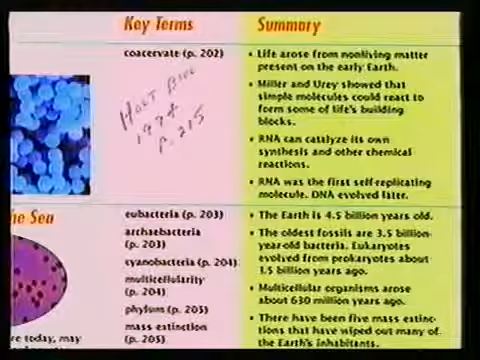 Key Terms
Summary
coacervate (p. 202)
HOLT BIO
1994
p. 215
• Life arose from nonliving matter
present on the early Earth.
• Miller and Urey showed that
simple molecules could react to
form some of life's building
blocks.
• RNA can catalyze its own
synthesis and other chemical
reactions.
• RNA was the first self-replicating
molecule. DNA evolved later.
he Sea
eubacteria (p. 203)
archaebacteria
(p. 203)
cyanobacteria (p. 204)
multicellularity
(p. 204)
phylum (p. 205)
mass extinction
(p. 205)
• The Earth is 4.5 billion years old.
• The oldest fossils are 3.5 billion-
year-old bacteria. Eukaryotes
evolved from prokaryotes about
1.5 billion years ago.
• Multicellular organisms arose
about 630 million years ago.
• There have been five mass extinc-
tions that have wiped out many of
the Earth's inhabitants.
re today, may